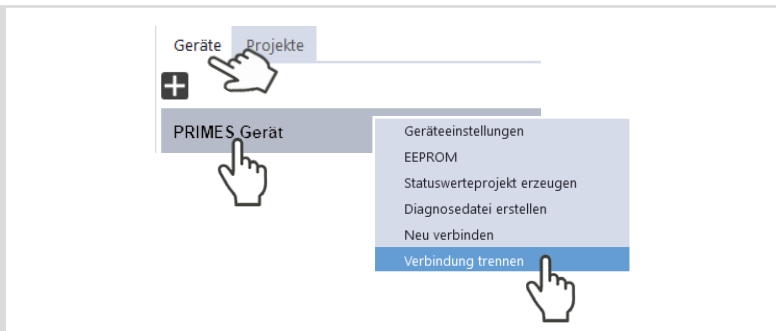 Geräte Projekte
PRIMES Gerät
Geräteeinstellungen
EEPROM
Statuswerteprojekt erzeugen
Diagnosedatei erstellen
Neu verbinden
Verbindung trennen